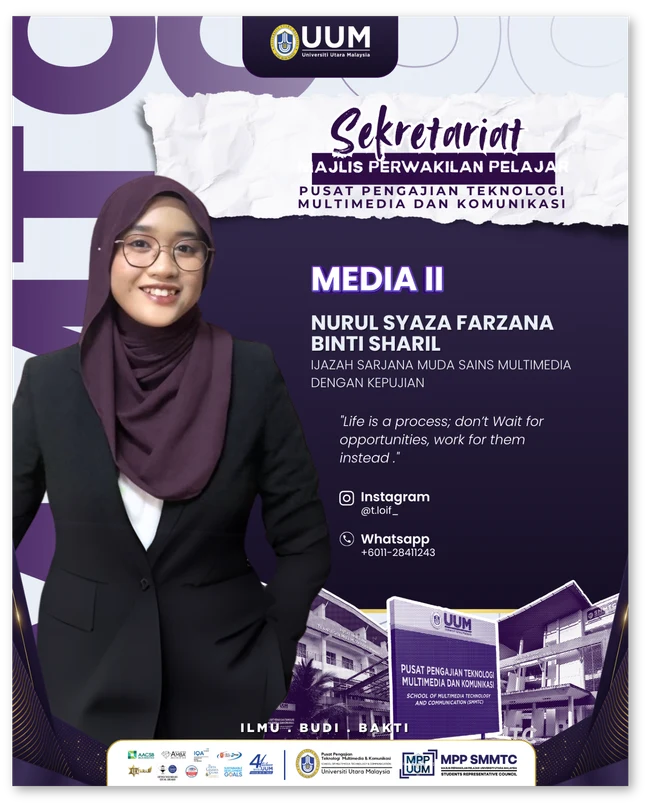 UUM
Universiti Utara Malaysia
Sekretariat
MAJLIS PERWAKILAN PELAJAR
PUSAT PENGAJIAN TEKNOLOGI
MULTIMEDIA DAN KOMUNIKASI
MEDIA II
NURUL SYAZA FARZANA
BINTI SHARIL
IJAZAH SARJANA MUDA SAINS MULTIMEDIA
DENGAN KEPUJIAN
"Life is a process; don't Wait for
opportunities, work for them
instead ."
Instagram
@t.loif_
Whatsapp
+6011-28411243
UUM
PUSAT PENGAJIAN TEKNOLOGI
MULTIMEDIA DAN KOMUNIKASI
SCHOOL OF MULTIMEDIA TECHNOLOGY
AND COMMUNICATION (SMMTC)
ILMU . BUDI . BAKTI
AACSB
AMBA
IQA
Pusat Pengajian
Teknologi Multimedia & Komunikasi
Universiti Utara Malaysia
MPP
UUM
MPP SMMTC
STUDENTS REPRESENTATIVE COUNCIL